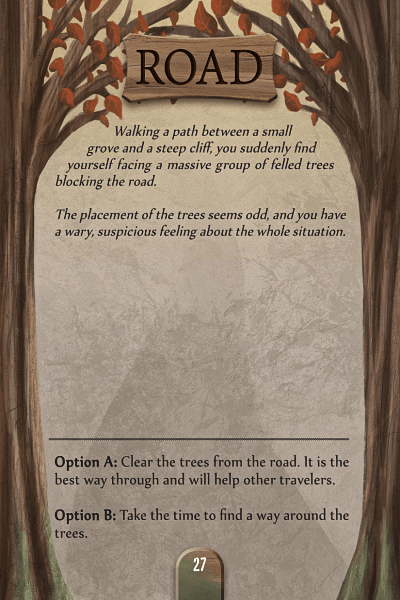 ROAD
Walking a path between a small
grove and a steep cliff, you suddenly find
yourself facing a massive group of felled trees
blocking the road.
The placement of the trees seems odd, and you have
a wary, suspicious feeling about the whole situation.
Option A: Clear the trees from the road. It is the
best way through and will help other travelers.
Option B: Take the time to find a way around the
trees.
27